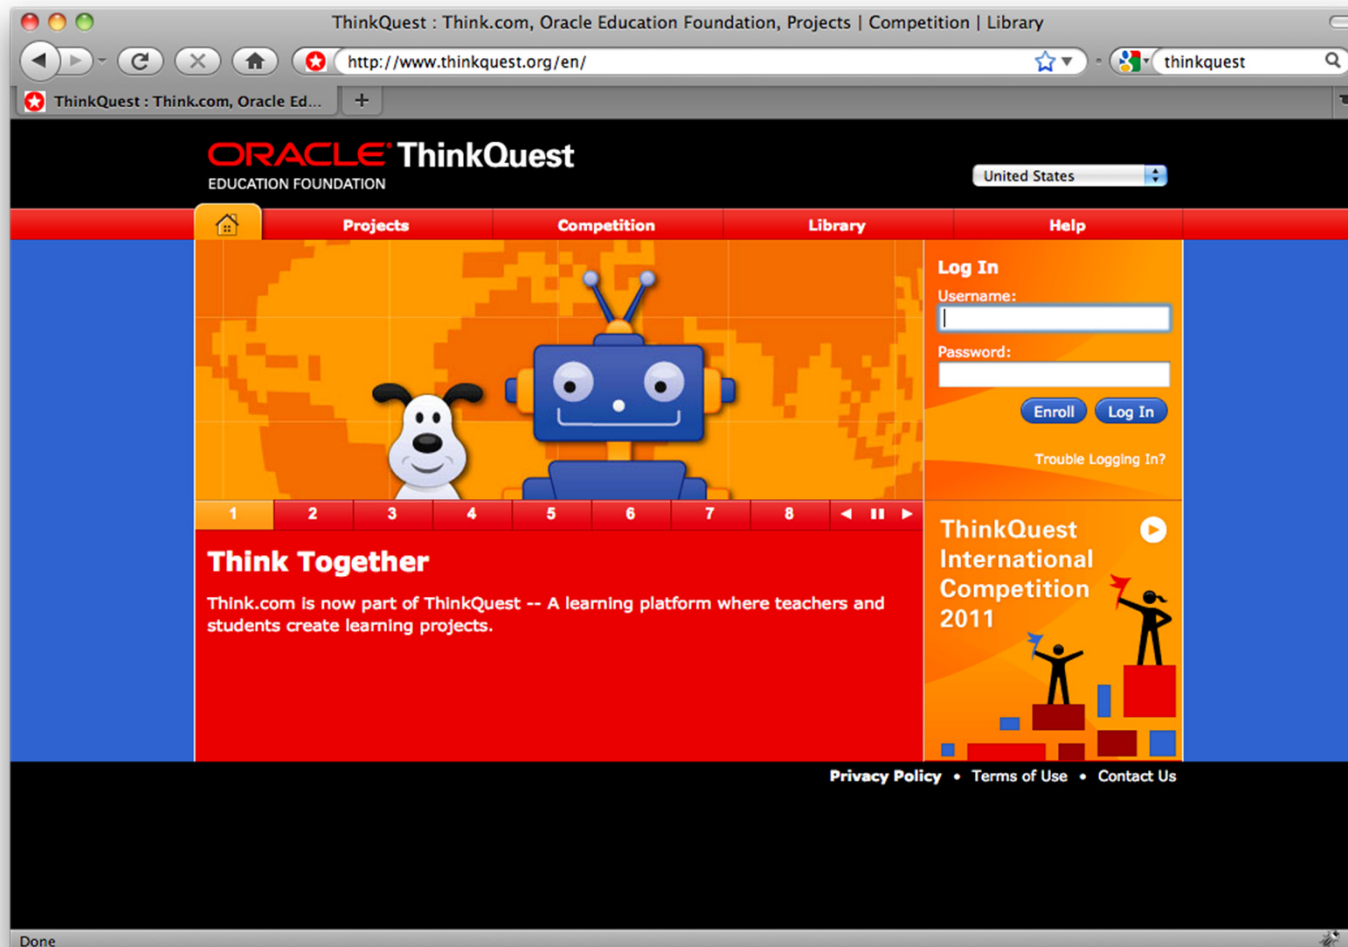 ThinkQuest : Think.com, Oracle Education Foundation, Projects | Competition | Library
http://www.thinkquest.org/en/
thinkquest
ThinkQuest : Think.com, Oracle Ed...
ORACLE ThinkQuest
EDUCATION FOUNDATION
United States
Projects Competition Library Help
Log In
Username:
Password:
Enroll Log In
Trouble Logging In?
1 2 3 4 5 6 7 8
Think Together
Think.com is now part of ThinkQuest -- A learning platform where teachers and
students create learning projects.
ThinkQuest
International
Competition
2011
Privacy Policy • Terms of Use • Contact Us
Done